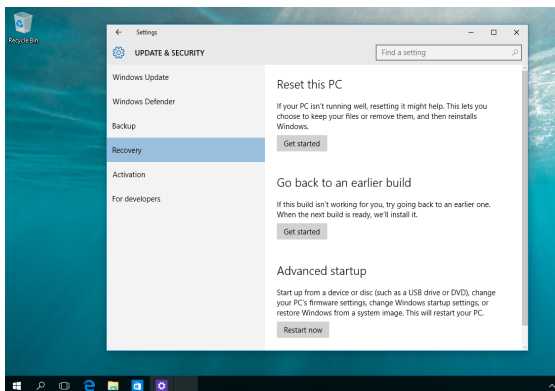 Recycle Bin
Settings
UPDATE & SECURITY
Find a setting
Windows Update
Windows Defender
Backup
Recovery
Activation
For developers
Reset this PC
If your PC isn't running well, resetting it might help. This lets you
choose to keep your files or remove them, and then reinstalls
Windows.
Get started
Go back to an earlier build
If this build isn't working for you, try going back to an earlier one.
When the next build is ready, we'll install it.
Get started
Advanced startup
Start up from a device or disc (such as a USB drive or DVD), change
your PC's firmware settings, change Windows startup settings, or
restore Windows from a system image. This will restart your PC.
Restart now